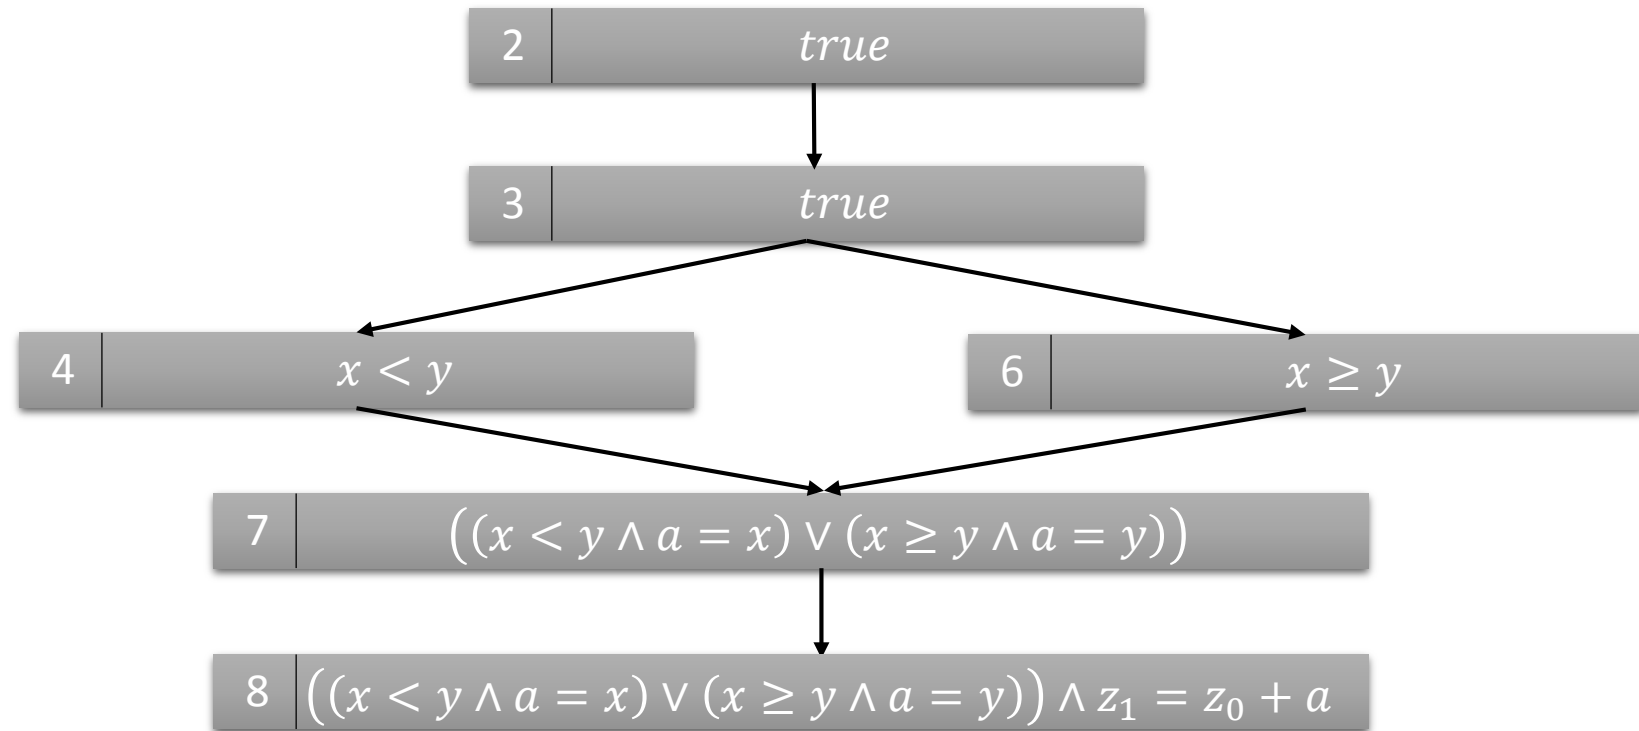 2 true
3 true
4 x < y
6 x ≥ y
7 ((x < y ∧ a = x) ∨ (x ≥ y ∧ a = y))
8 ((x < y ∧ a = x) ∨ (x ≥ y ∧ a = y)) ∧ z₁ = z₀ + a